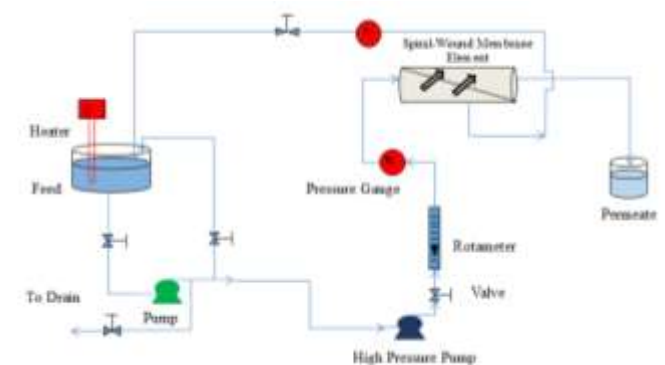 Spiral-Wound Membrane
Element
Heater
Feed
Pressure Gauge
Permeate
Rotameter
To Drain
Valve
Pump
High Pressure Pump